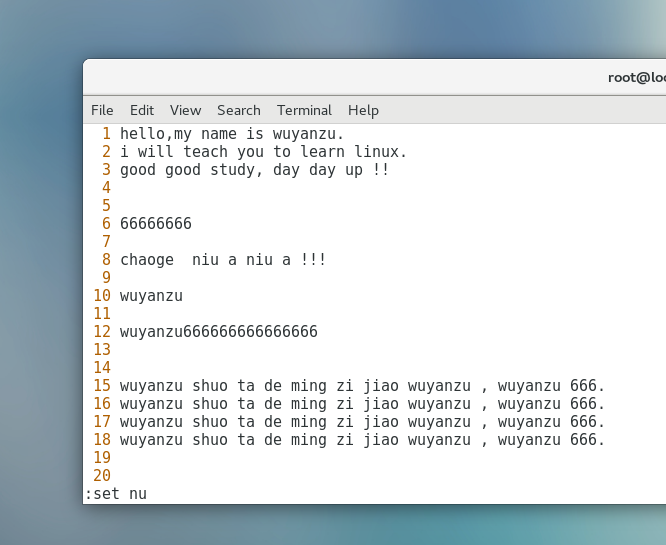 root@lo
File Edit View Search Terminal Help
1 hello,my name is wuyanzu.
2 i will teach you to learn linux.
3 good good study, day day up !!
4
5
6 66666666
7
8 chaoge  niu a niu a !!!
9
10 wuyanzu
11
12 wuyanzu666666666666666
13
14
15 wuyanzu shuo ta de ming zi jiao wuyanzu , wuyanzu 666.
16 wuyanzu shuo ta de ming zi jiao wuyanzu , wuyanzu 666.
17 wuyanzu shuo ta de ming zi jiao wuyanzu , wuyanzu 666.
18 wuyanzu shuo ta de ming zi jiao wuyanzu , wuyanzu 666.
19
20
:set nu